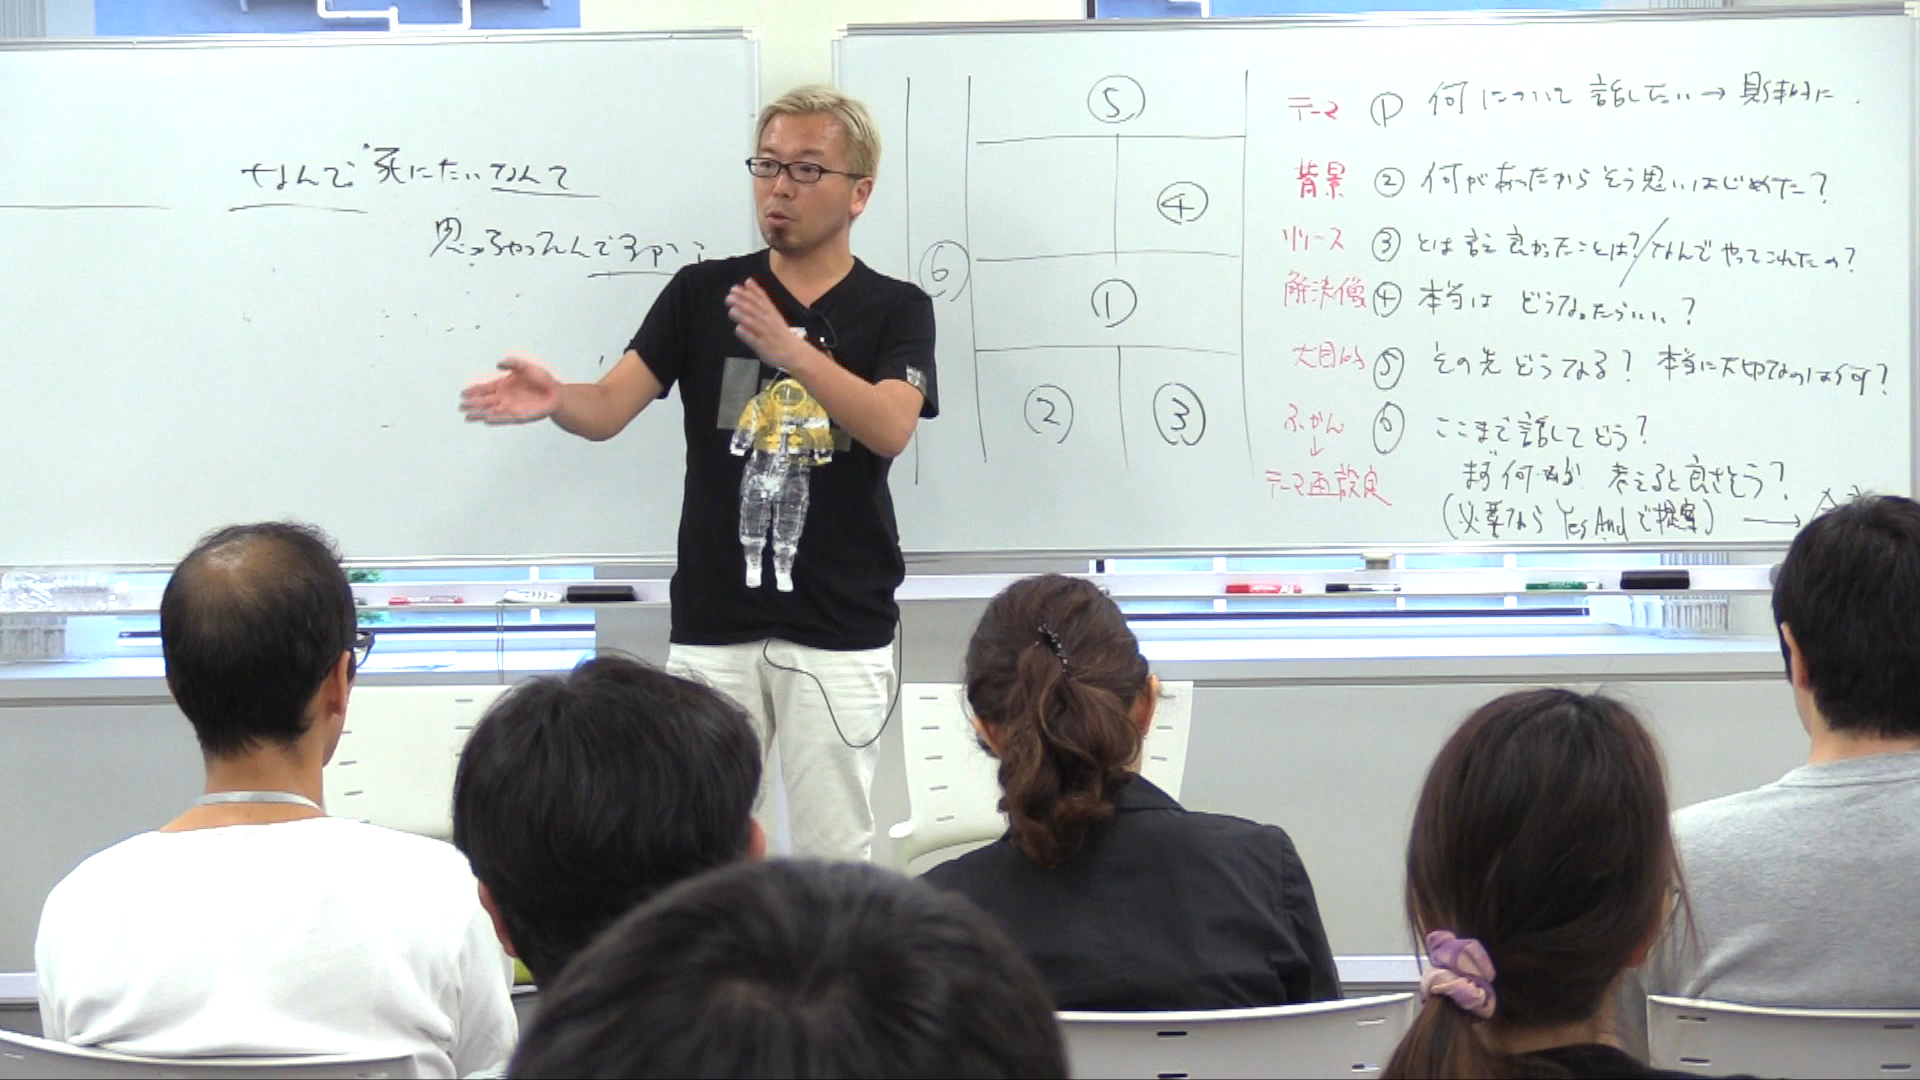 なんで死にたいなんて
思っちゃってんですか
⑤
④
⑥
①
②
③
テーマ ① 何について話したい→具体的に
背景 ② 何があったからそう思いはじめた?
リソース ③ とは言え良かったことは?/なんでやってこれたの?
解決像 ④ 本当はどうなったらいい?
大目的 ⑤ その先どうなる? 本当に大切なのは何?
ふかん ⑥ ここまで話してどう?
↓
テーマ再設定 まず何から考えると良さそう?
(必要なら Yes And で提案) →